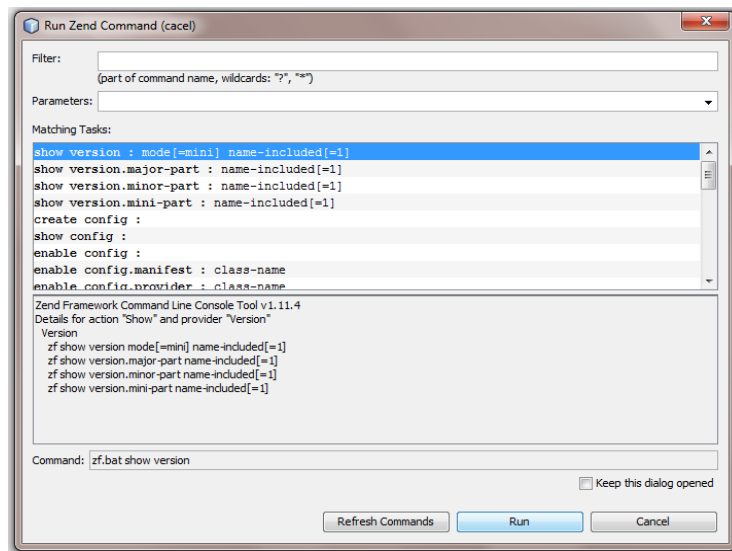 Run Zend Command (cacel)
Filter:
(part of command name, wildcards: "?", "*")
Parameters:
Matching Tasks:
show version : mode[=mini] name-included[=1]
show version.major-part : name-included[=1]
show version.minor-part : name-included[=1]
show version.mini-part : name-included[=1]
create config :
show config :
enable config :
enable config.manifest : class-name
enable config.provider : class-name
Zend Framework Command Line Console Tool v1.11.4
Details for action "Show" and provider "Version"
Version
zf show version mode[=mini] name-included[=1]
zf show version.major-part name-included[=1]
zf show version.minor-part name-included[=1]
zf show version.mini-part name-included[=1]
Command: zf.bat show version
Keep this dialog opened
Refresh Commands Run Cancel